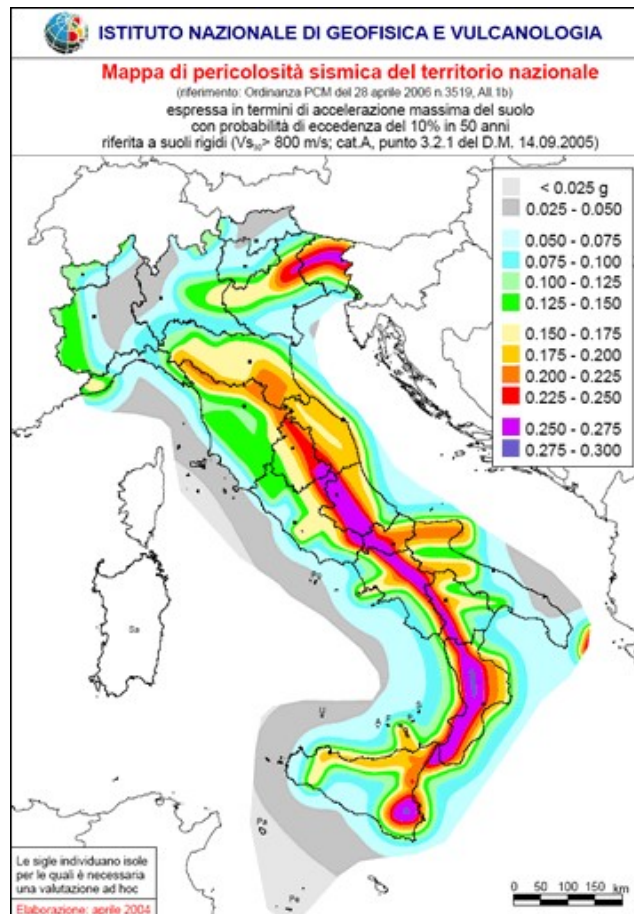 ISTITUTO NAZIONALE DI GEOFISICA E VULCANOLOGIA
Mappa di pericolosità sismica del territorio nazionale
(riferimento: Ordinanza PCM del 28 aprile 2006 n.3519, All.1b)
espressa in termini di accelerazione massima del suolo
con probabilità di eccedenza del 10% in 50 anni
riferita a suoli rigidi (Vs₃₀> 800 m/s; cat.A, punto 3.2.1 del D.M. 14.09.2005)
< 0.025 g
0.025 - 0.050
0.050 - 0.075
0.075 - 0.100
0.100 - 0.125
0.125 - 0.150
0.150 - 0.175
0.175 - 0.200
0.200 - 0.225
0.225 - 0.250
0.250 - 0.275
0.275 - 0.300
Sa
U
A
Pa
Pe
Le sigle individuano isole
per le quali è necessaria
una valutazione ad hoc
Elaborazione: aprile 2004
km
0 50 100 150